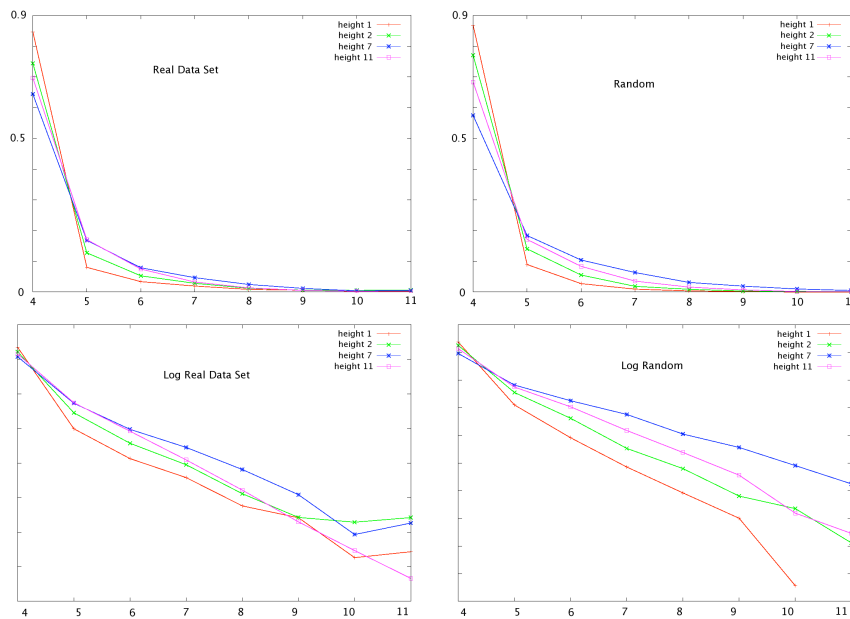 0.9
height 1
height 2
height 7
height 11
Real Data Set
0.5
0
4 5 6 7 8 9 10 11
0.9
height 1
height 2
height 7
height 11
Random
0.5
0
4 5 6 7 8 9 10 1
height 1
height 2
height 7
height 11
Log Real Data Set
4 5 6 7 8 9 10 11
height 1
height 2
height 7
height 11
Log Random
4 5 6 7 8 9 10 11